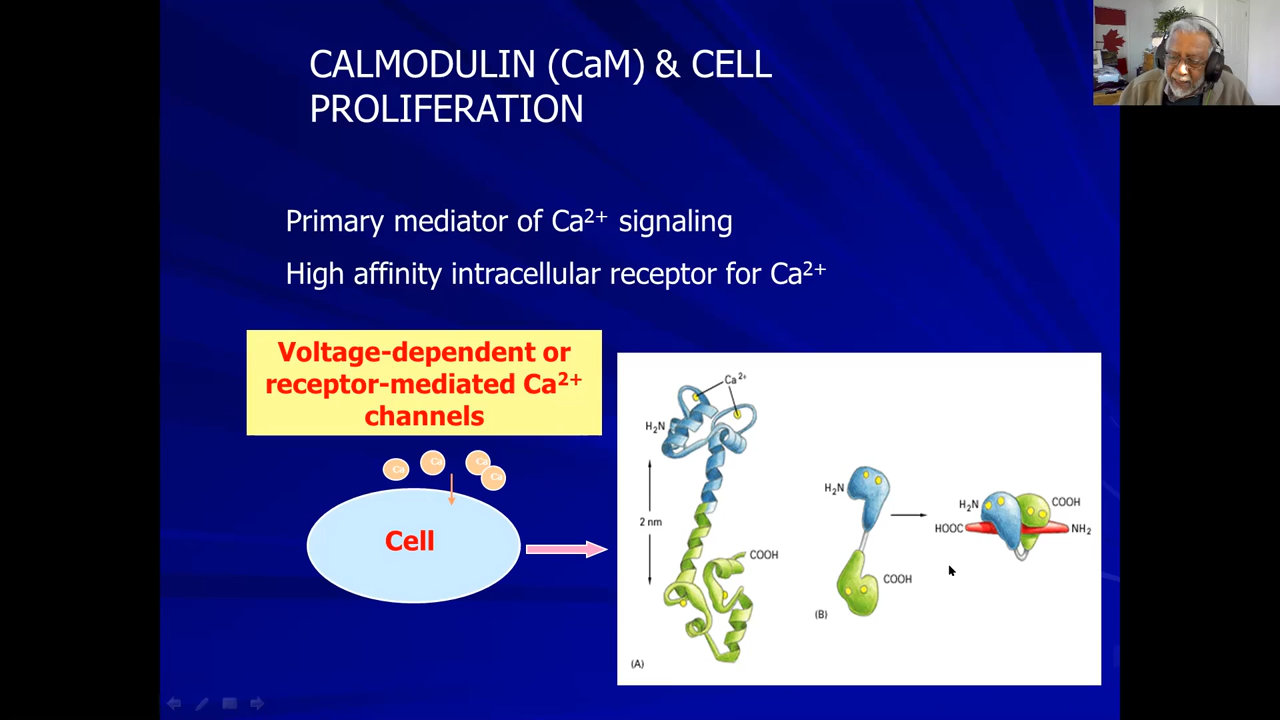 CALMODULIN (CaM) & CELL
PROLIFERATION
Primary mediator of Ca²⁺ signaling
High affinity intracellular receptor for Ca²⁺
Voltage-dependent or
receptor-mediated Ca²⁺
channels
Ca
Ca
Ca
Ca
Cell
Ca²⁺
H₂N
2 nm
COOH
(A)
H₂N
COOH
(B)
H₂N
COOH
HOOC
NH₂